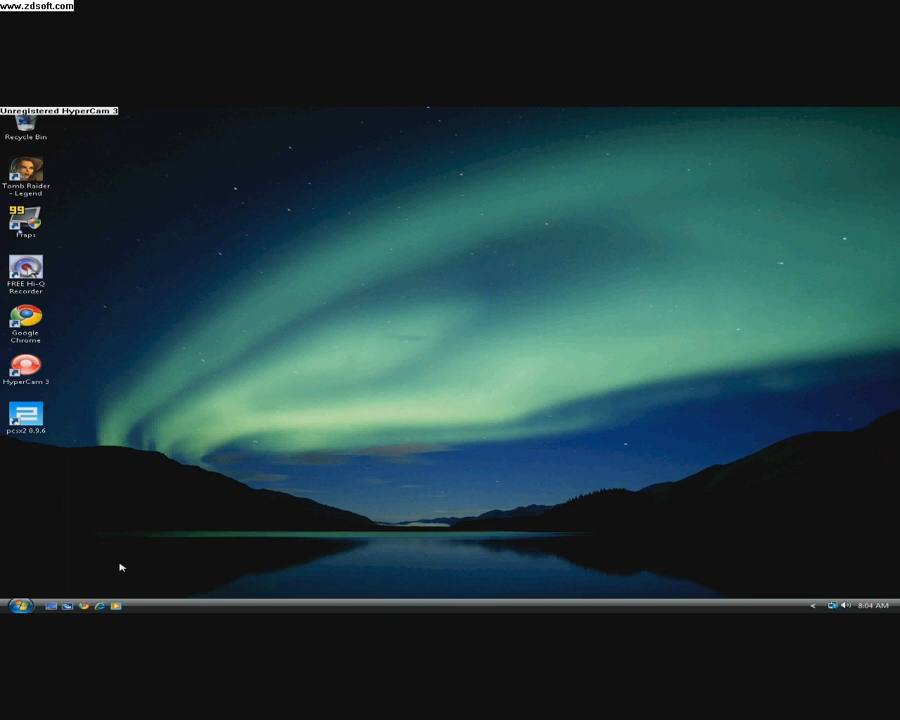 www.zdsoft.com
Unregistered HyperCam 3
Recycle Bin
Tomb Raider
- Legend
99
Fraps
FREE Hi-Q
Recorder
Google
Chrome
HyperCam 3
pcsx2 0.9.6
< 8:04 AM